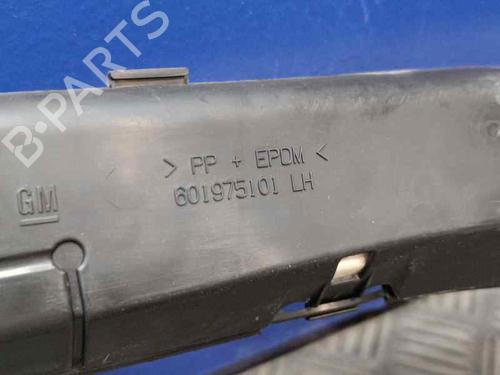 B-PARTS
> PP + EPDM <
601975101 LH
GM